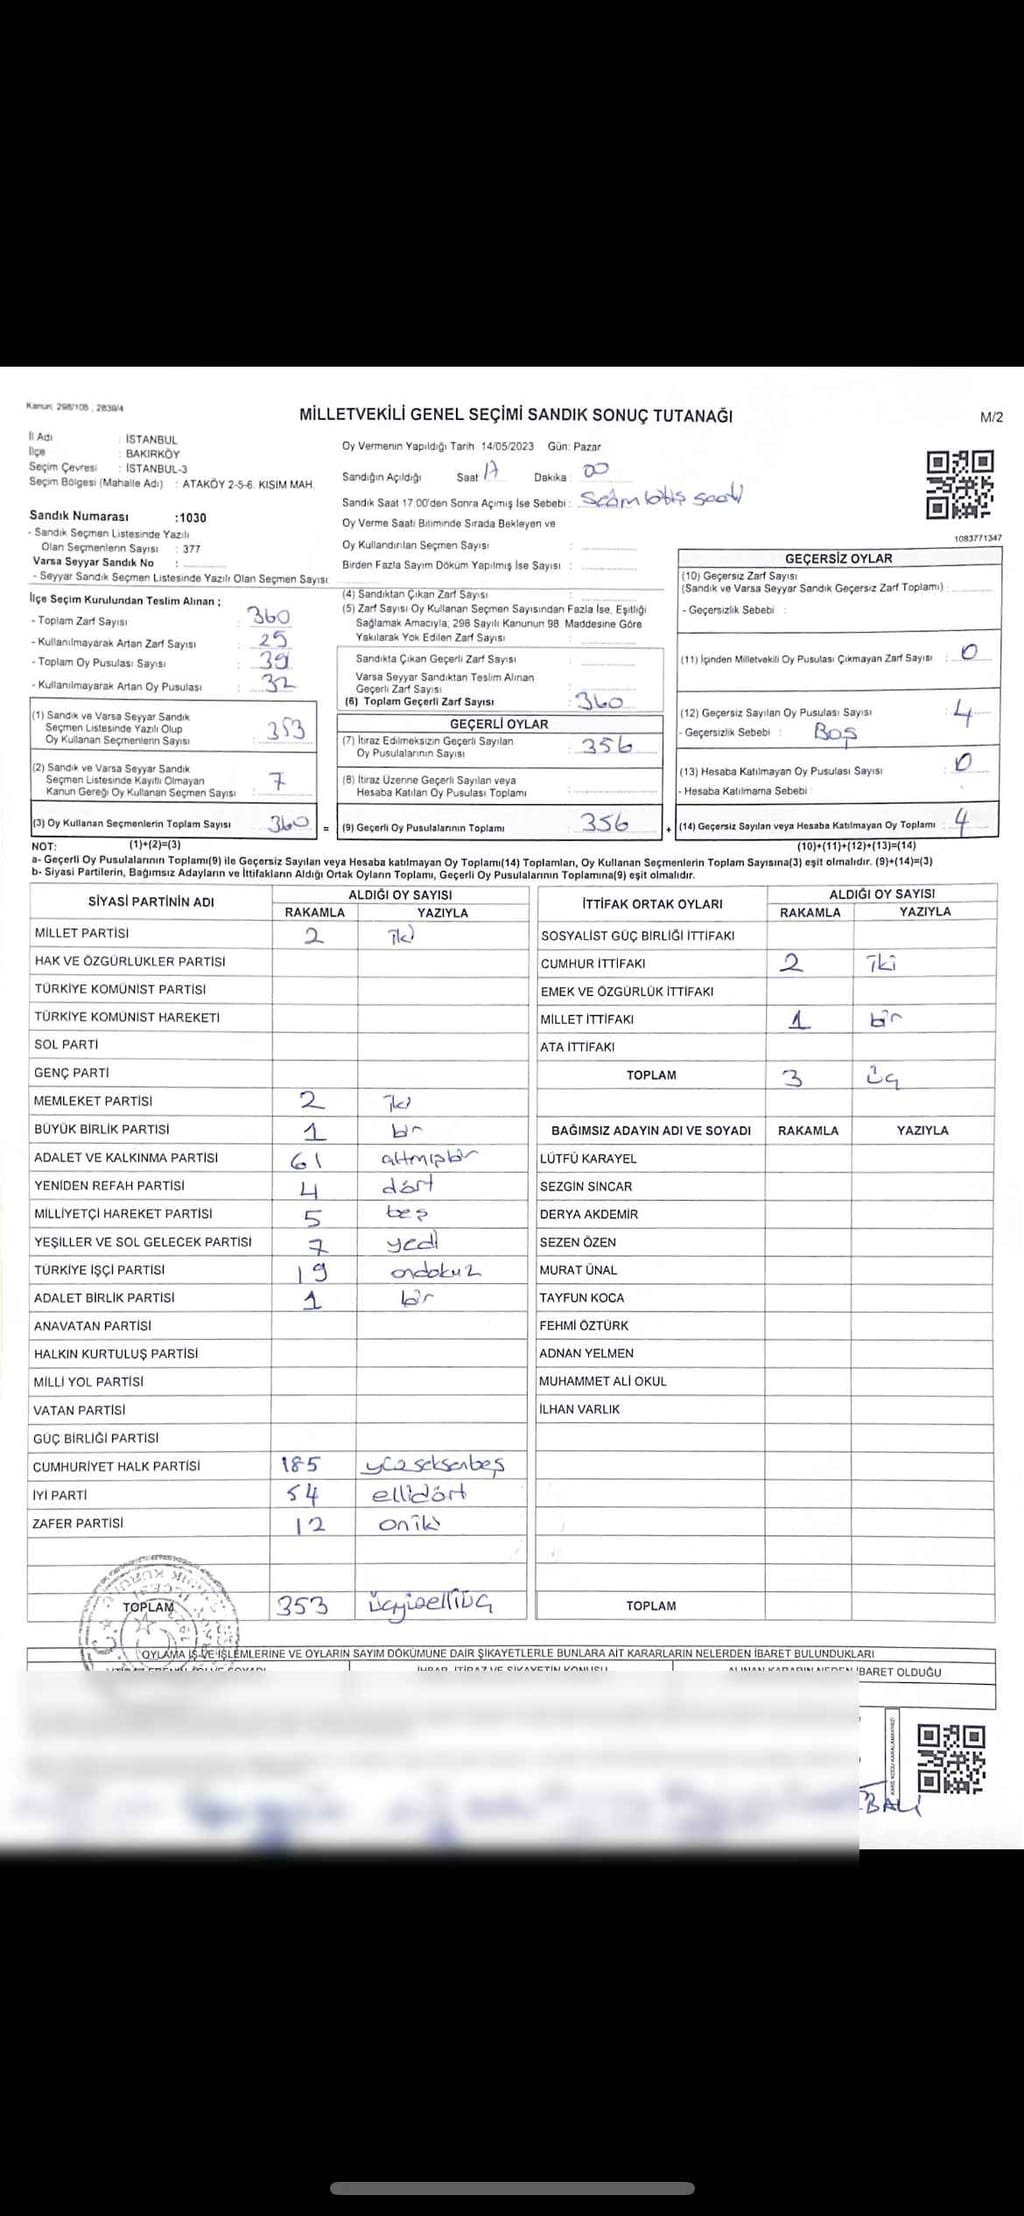 Kanun: 298/105 , 2839/4
MİLLETVEKİLİ GENEL SEÇİMİ SANDIK SONUÇ TUTANAĞI
M/2
İl Adı : İSTANBUL
İlçe : BAKIRKÖY
Seçim Çevresi : İSTANBUL-3
Seçim Bölgesi (Mahalle Adı) : ATAKÖY 2-5-6. KISIM MAH.
Sandık Numarası :1030
- Sandık Seçmen Listesinde Yazılı
Olan Seçmenlerin Sayısı : 377
Varsa Seyyar Sandık No :
- Seyyar Sandık Seçmen Listesinde Yazılı Olan Seçmen Sayısı:
Oy Vermenin Yapıldığı Tarih :14/05/2023 Gün: Pazar
Sandığın Açıldığı Saat 17 Dakika : 00
Sandık Saat 17.00'den Sonra Açımış İse Sebebi : Seçim bitiş saati
Oy Verme Saati Bitiminde Sırada Bekleyen ve
Oy Kullandırılan Seçmen Sayısı :
Birden Fazla Sayım Döküm Yapılmış İse Sayısı :
1083771347
İlçe Seçim Kurulundan Teslim Alınan ;
- Toplam Zarf Sayısı : 360
- Kullanılmayarak Artan Zarf Sayısı : 25
- Toplam Oy Pusulası Sayısı : 39
- Kullanılmayarak Artan Oy Pusulası : 32
(1) Sandık ve Varsa Seyyar Sandık
Seçmen Listesinde Yazılı Olup
Oy Kullanan Seçmenlerin Sayısı : 353
(2) Sandık ve Varsa Seyyar Sandık
Seçmen Listesinde Kayıtlı Olmayan
Kanun Gereği Oy Kullanan Seçmen Sayısı : 7
(3) Oy Kullanan Seçmenlerin Toplam Sayısı 360 =
(4) Sandıktan Çıkan Zarf Sayısı :
(5) Zarf Sayısı Oy Kullanan Seçmen Sayısından Fazla İse, Eşitliği
Sağlamak Amacıyla, 298 Sayılı Kanunun 98. Maddesine Göre
Yakılarak Yok Edilen Zarf Sayısı :
Sandıkta Çıkan Geçerli Zarf Sayısı :
Varsa Seyyar Sandıktan Teslim Alınan
Geçerli Zarf Sayısı :
(6) Toplam Geçerli Zarf Sayısı : 360
GEÇERLİ OYLAR
(7) İtiraz Edilmeksizin Geçerli Sayılan
Oy Pusulalarının Sayısı : 356
(8) İtiraz Üzerine Geçerli Sayılan veya
Hesaba Katılan Oy Pusulası Toplamı :
(9) Geçerli Oy Pusulalarının Toplamı : 356 +
GEÇERSİZ OYLAR
(10) Geçersiz Zarf Sayısı
(Sandık ve Varsa Seyyar Sandık Geçersiz Zarf Toplamı) :
- Geçersizlik Sebebi :
(11) İçinden Milletvekili Oy Pusulası Çıkmayan Zarf Sayısı : 0
(12) Geçersiz Sayılan Oy Pusulası Sayısı : 4
- Geçersizlik Sebebi : Boş
(13) Hesaba Katılmayan Oy Pusulası Sayısı : 0
- Hesaba Katılmama Sebebi :
(14) Geçersiz Sayılan veya Hesaba Katılmayan Oy Toplamı : 4
NOT: (1)+(2)=(3) (10)+(11)+(12)+(13)=(14)
a- Geçerli Oy Pusulalarının Toplamı(9) ile Geçersiz Sayılan veya Hesaba katılmayan Oy Toplamı(14) Toplamları, Oy Kullanan Seçmenlerin Toplam Sayısına(3) eşit olmalıdır. (9)+(14)=(3)
b- Siyasi Partilerin, Bağımsız Adayların ve İttifakların Aldığı Ortak Oyların Toplamı, Geçerli Oy Pusulalarının Toplamına(9) eşit olmalıdır.
SİYASİ PARTİNİN ADI ALDIĞI OY SAYISI
RAKAMLA YAZIYLA
MİLLET PARTİSİ 2 iki
HAK VE ÖZGÜRLÜKLER PARTİSİ
TÜRKİYE KOMÜNİST PARTİSİ
TÜRKİYE KOMÜNİST HAREKETİ
SOL PARTİ
GENÇ PARTİ
MEMLEKET PARTİSİ 2 iki
BÜYÜK BİRLİK PARTİSİ 1 bir
ADALET VE KALKINMA PARTİSİ 61 altmışbir
YENİDEN REFAH PARTİSİ 4 dört
MİLLİYETÇİ HAREKET PARTİSİ 5 beş
YEŞİLLER VE SOL GELECEK PARTİSİ 7 yedi
TÜRKİYE İŞÇİ PARTİSİ 19 ondokuz
ADALET BİRLİK PARTİSİ 1 bir
ANAVATAN PARTİSİ
HALKIN KURTULUŞ PARTİSİ
MİLLİ YOL PARTİSİ
VATAN PARTİSİ
GÜÇ BİRLİĞİ PARTİSİ
CUMHURİYET HALK PARTİSİ 185 yüzseksenbeş
İYİ PARTİ 54 ellidört
ZAFER PARTİSİ 12 oniki
TOPLAM 353 üçyüzelliüç
İTTİFAK ORTAK OYLARI ALDIĞI OY SAYISI
RAKAMLA YAZIYLA
SOSYALİST GÜÇ BİRLİĞİ İTTİFAKI
CUMHUR İTTİFAKI 2 iki
EMEK VE ÖZGÜRLÜK İTTİFAKI
MİLLET İTTİFAKI 1 bir
ATA İTTİFAKI
TOPLAM 3 üç
BAĞIMSIZ ADAYIN ADI VE SOYADI RAKAMLA YAZIYLA
LÜTFÜ KARAYEL
SEZGİN SİNCAR
DERYA AKDEMİR
SEZEN ÖZEN
MURAT ÜNAL
TAYFUN KOCA
FEHMİ ÖZTÜRK
ADNAN YELMEN
MUHAMMET ALİ OKUL
İLHAN VARLIK
TOPLAM
OYLAMA İŞ VE İŞLEMLERİNE VE OYLARIN SAYIM DÖKÜMÜNE DAİR ŞİKAYETLERLE BUNLARA AİT KARARLARIN NELERDEN İBARET BULUNDUKLARI
İHBAR, İTİRAZ VE ŞİKAYETİN KONUSU
ALINAN KARARIN NEDEN İBARET OLDUĞU
BALİ